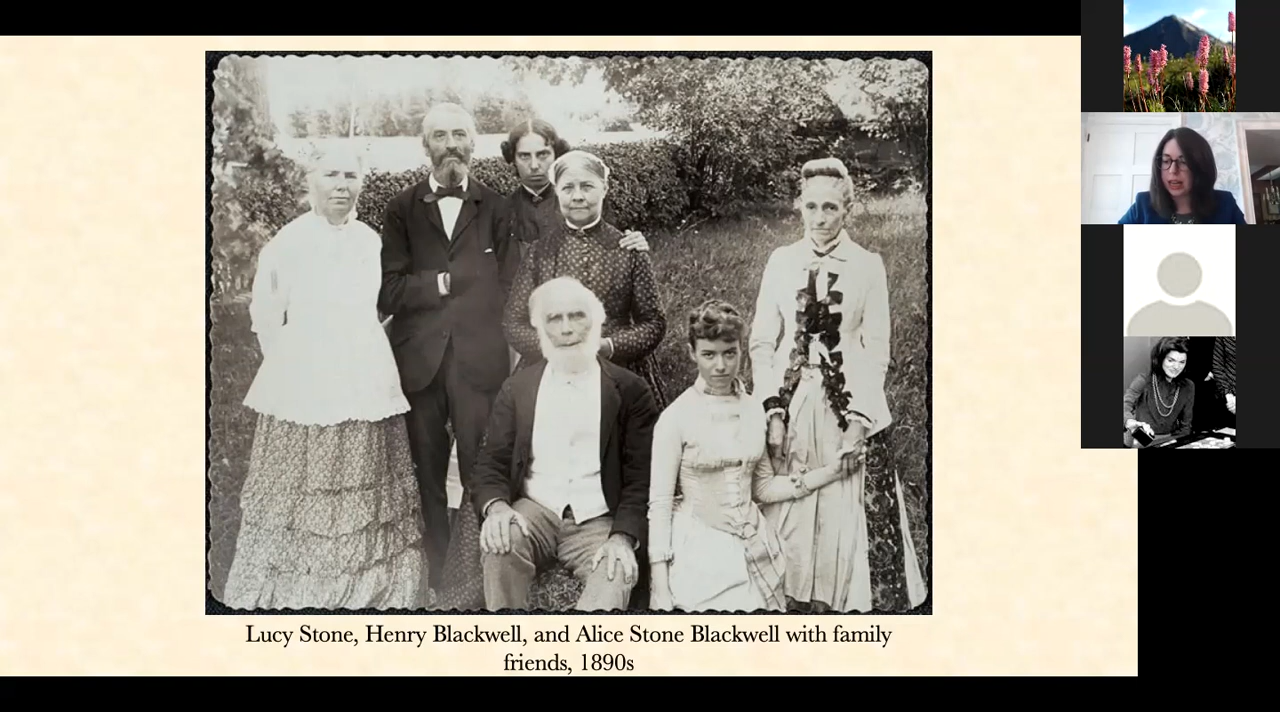 Lucy Stone, Henry Blackwell, and Alice Stone Blackwell with family
friends, 1890s